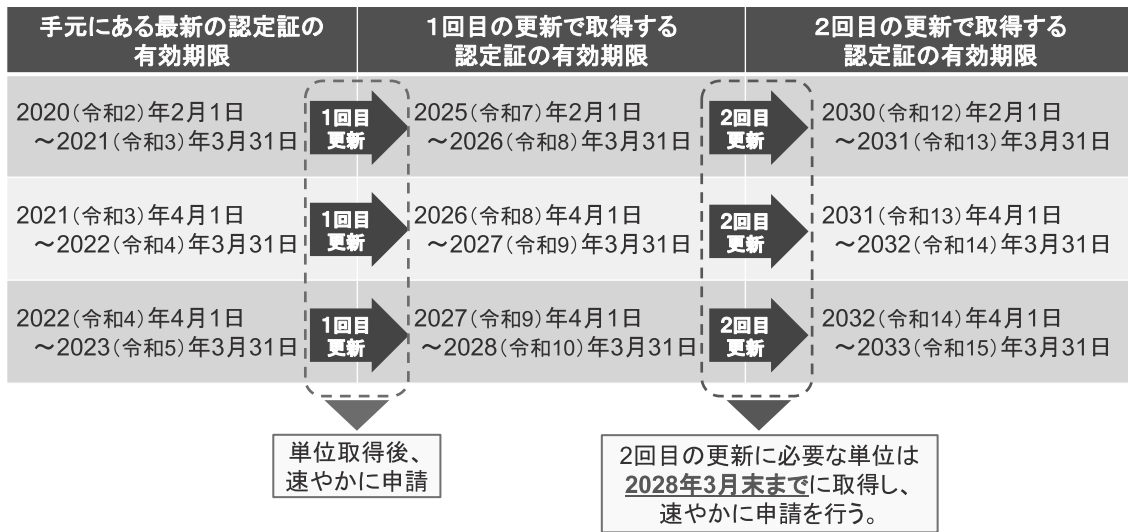 手元にある最新の認定証の
有効期限
1回目の更新で取得する
認定証の有効期限
2回目の更新で取得する
認定証の有効期限
2020(令和2)年2月1日
～2021(令和3)年3月31日
1回目
更新
2025(令和7)年2月1日
～2026(令和8)年3月31日
2回目
更新
2030(令和12)年2月1日
～2031(令和13)年3月31日
2021(令和3)年4月1日
～2022(令和4)年3月31日
1回目
更新
2026(令和8)年4月1日
～2027(令和9)年3月31日
2回目
更新
2031(令和13)年4月1日
～2032(令和14)年3月31日
2022(令和4)年4月1日
～2023(令和5)年3月31日
1回目
更新
2027(令和9)年4月1日
～2028(令和10)年3月31日
2回目
更新
2032(令和14)年4月1日
～2033(令和15)年3月31日
単位取得後、
速やかに申請
2回目の更新に必要な単位は
2028年3月末までに取得し、
速やかに申請を行う。